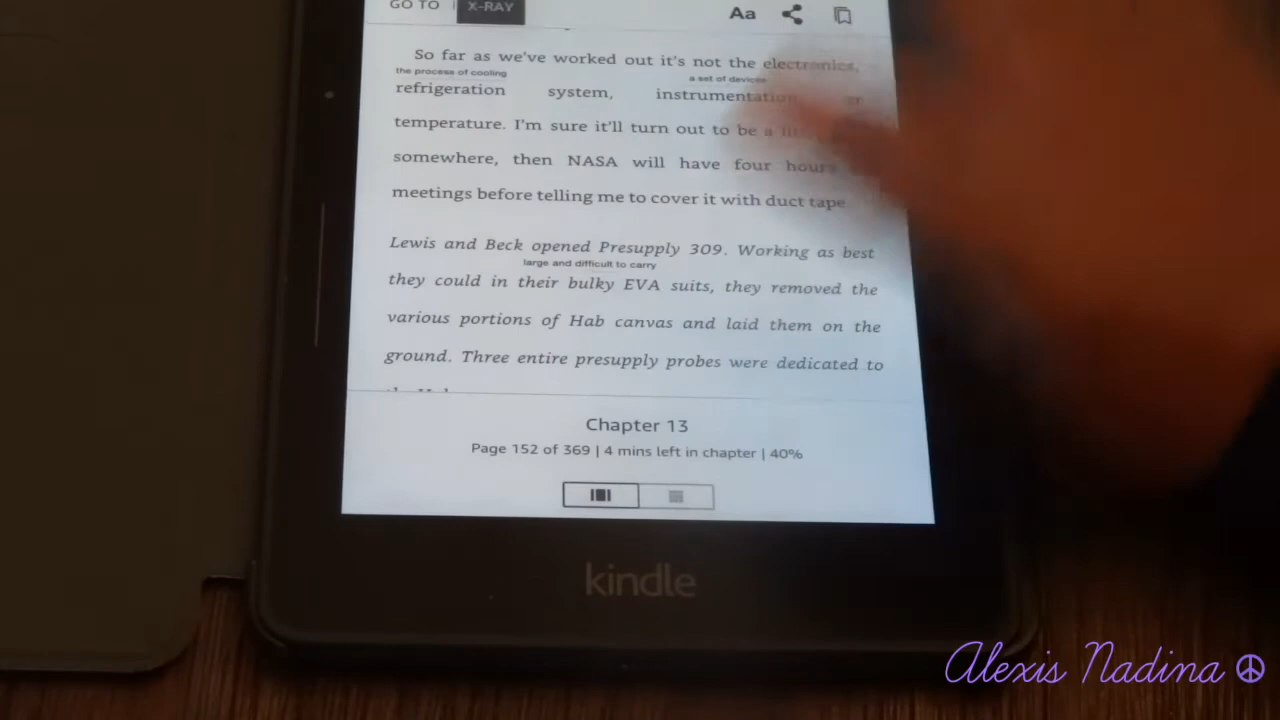 GO TO | X-RAY
Aa
So far as we've worked out it's not the electronics,
the process of cooling a set of devices
refrigeration system, instrumentation, or
temperature. I'm sure it'll turn out to be a
somewhere, then NASA will have four hours
meetings before telling me to cover it with duct tape.
Lewis and Beck opened Presupply 309. Working as best
large and difficult to carry
they could in their bulky EVA suits, they removed the
various portions of Hab canvas and laid them on the
ground. Three entire presupply probes were dedicated to
Chapter 13
Page 152 of 369 | 4 mins left in chapter | 40%
kindle
Alexis Nadina